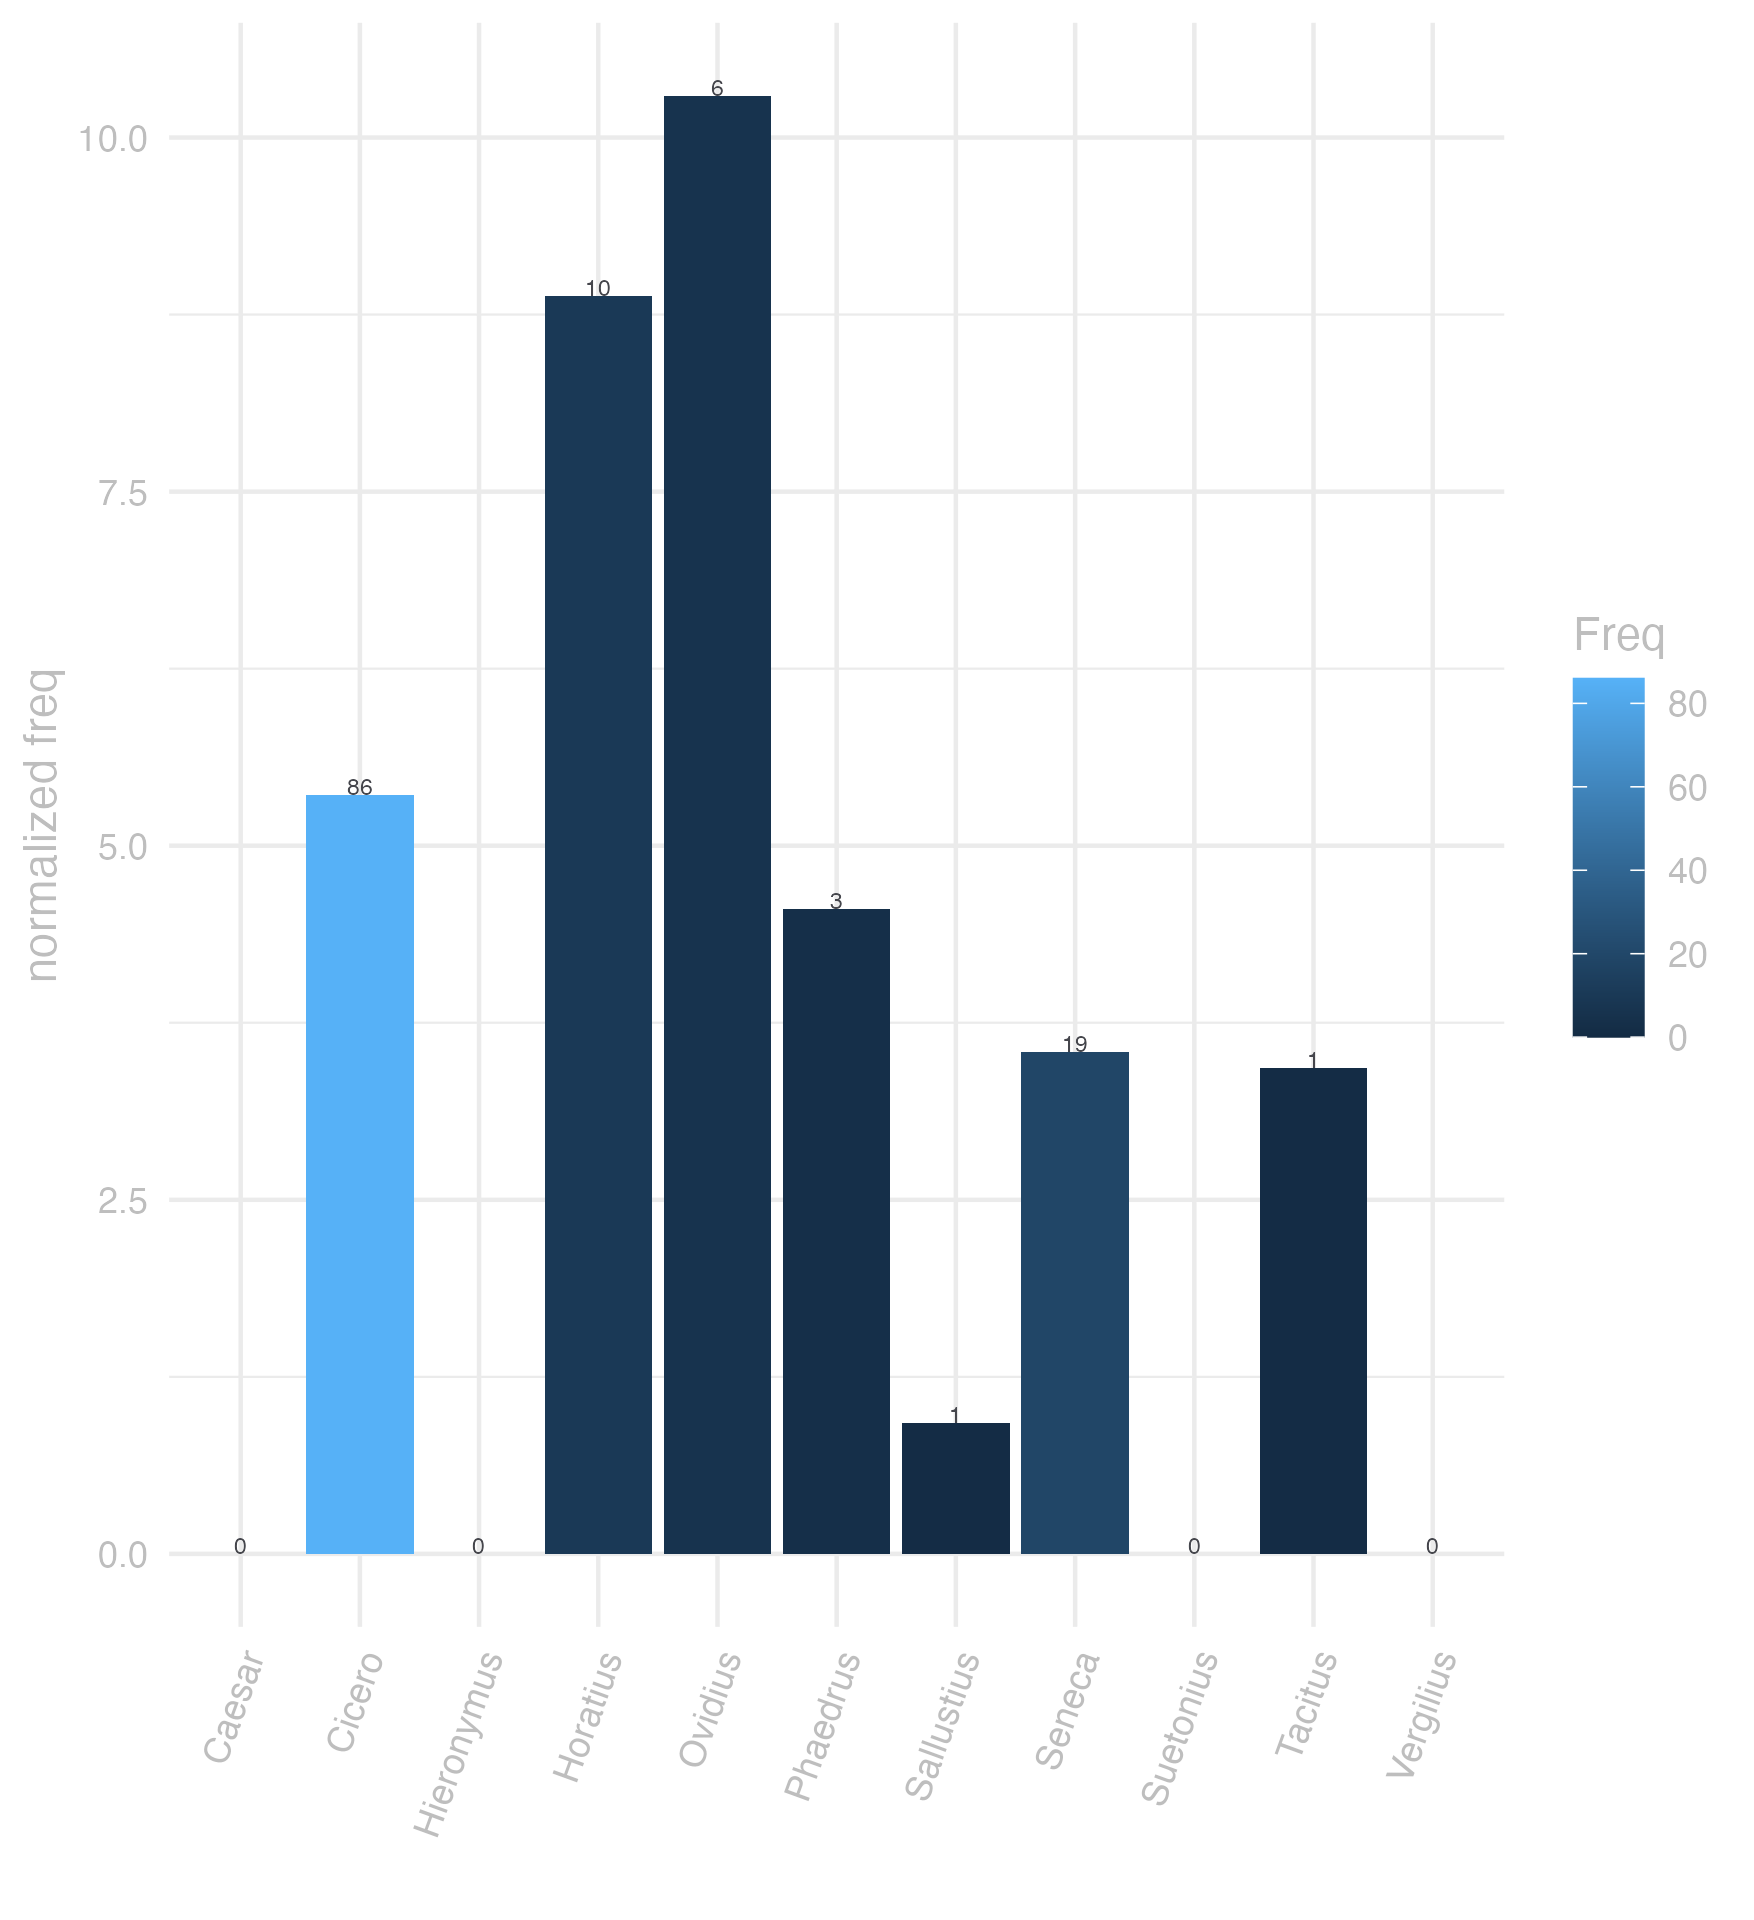 normalized freq
10.0
7.5
5.0
2.5
0.0
0
86
0
10
6
3
1
19
0
1
0
Caesar
Cicero
Hieronymus
Horatius
Ovidius
Phaedrus
Sallustius
Seneca
Suetonius
Tacitus
Vergilius
Freq
80
60
40
20
0